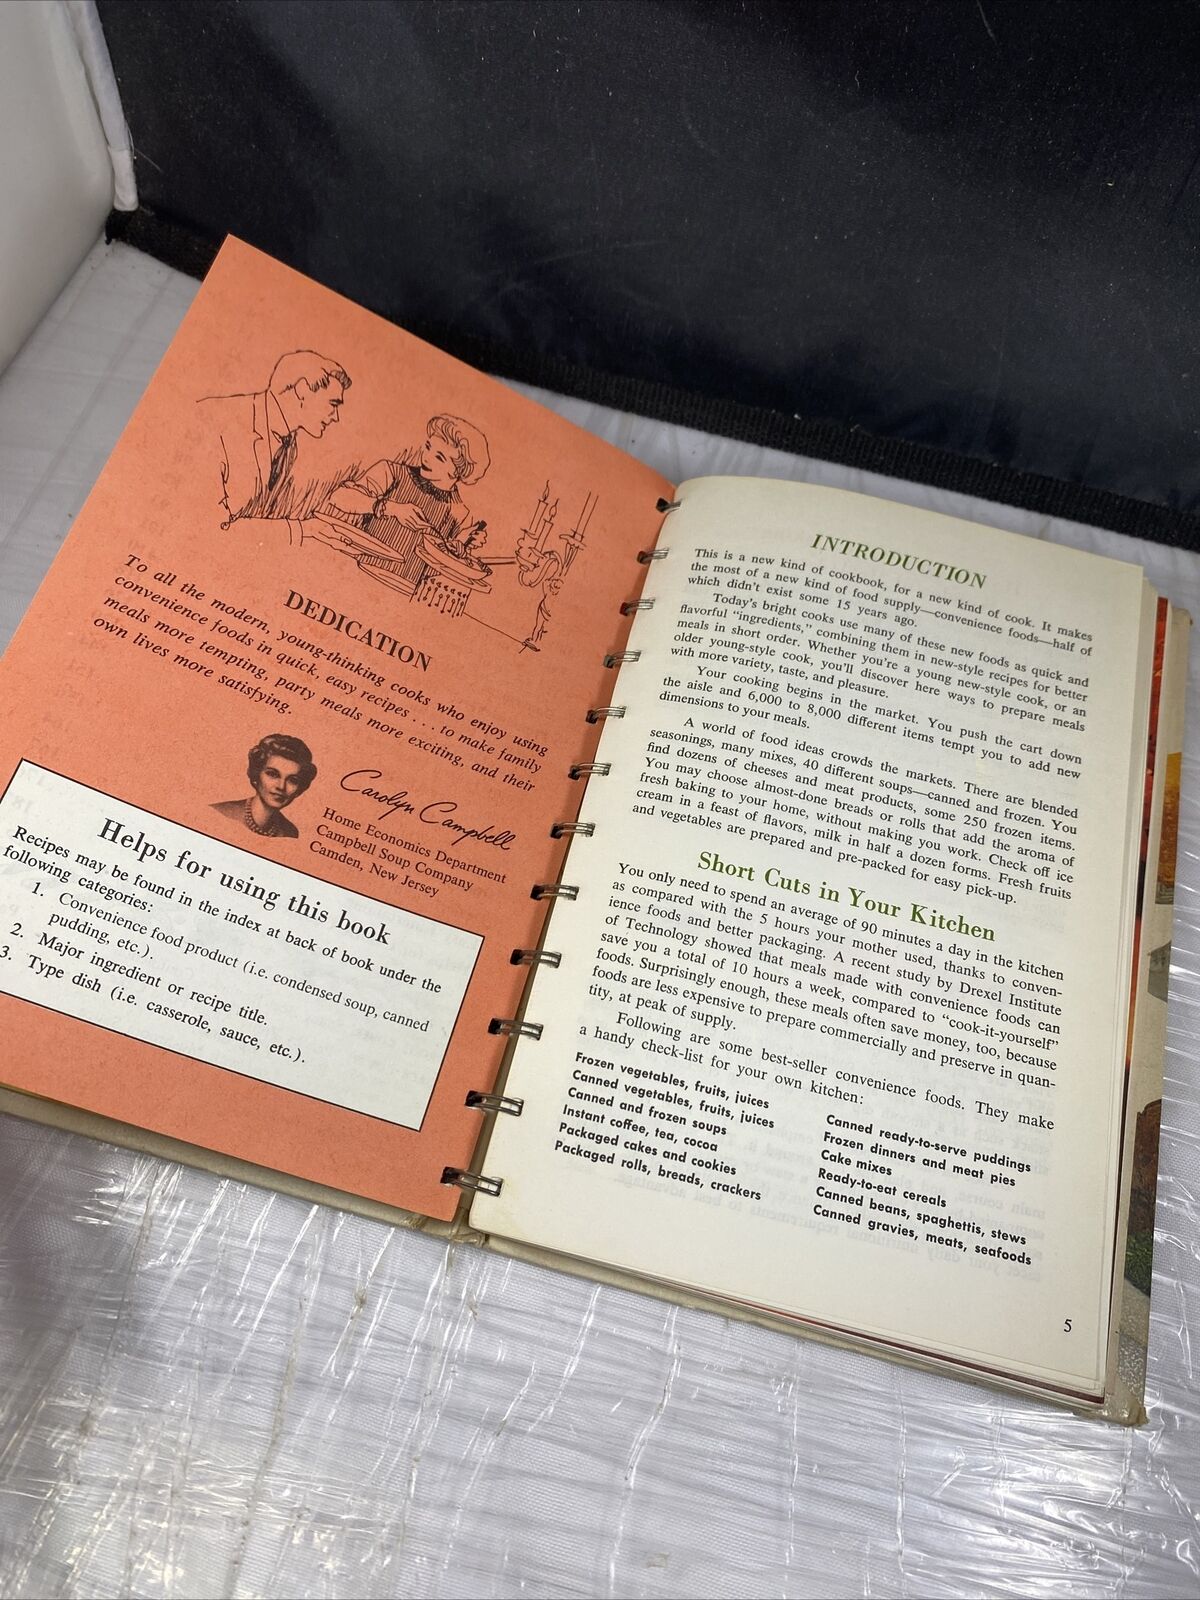 DEDICATION
To all the modern, young-thinking cooks who enjoy using
convenience foods in quick, easy recipes . . . to make family
meals more tempting, party meals more exciting, and their
own lives more satisfying.
Carolyn Campbell
Home Economics Department
Campbell Soup Company
Camden, New Jersey
Helps for using this book
Recipes may be found in the index at back of book under the
following categories:
1. Convenience food product (i.e. condensed soup, canned
pudding, etc.).
2. Major ingredient or recipe title.
3. Type dish (i.e. casserole, sauce, etc.).
INTRODUCTION
This is a new kind of cookbook, for a new kind of cook. It makes
the most of a new kind of food supply—convenience foods—half of
which didn't exist some 15 years ago.
Today's bright cooks use many of these new foods as quick and
flavorful "ingredients," combining them in new-style recipes for better
meals in short order. Whether you're a young new-style cook, or an
older young-style cook, you'll discover here ways to prepare meals
with more variety, taste, and pleasure.
Your cooking begins in the market. You push the cart down
the aisle and 6,000 to 8,000 different items tempt you to add new
dimensions to your meals.
A world of food ideas crowds the markets. There are blended
seasonings, many mixes, 40 different soups—canned and frozen. You
find dozens of cheeses and meat products, some 250 frozen items.
You may choose almost-done breads or rolls that add the aroma of
fresh baking to your home, without making you work. Check off ice
cream in a feast of flavors, milk in half a dozen forms. Fresh fruits
and vegetables are prepared and pre-packed for easy pick-up.
Short Cuts in Your Kitchen
You only need to spend an average of 90 minutes a day in the kitchen
as compared with the 5 hours your mother used, thanks to conven-
ience foods and better packaging. A recent study by Drexel Institute
of Technology showed that meals made with convenience foods can
save you a total of 10 hours a week, compared to "cook-it-yourself"
foods. Surprisingly enough, these meals often save money, too, because
foods are less expensive to prepare commercially and preserve in quan-
tity, at peak of supply.
Following are some best-seller convenience foods. They make
a handy check-list for your own kitchen:
Frozen vegetables, fruits, juices
Canned vegetables, fruits, juices
Canned and frozen soups
Instant coffee, tea, cocoa
Packaged cakes and cookies
Packaged rolls, breads, crackers
Canned ready-to-serve puddings
Frozen dinners and meat pies
Cake mixes
Ready-to-eat cereals
Canned beans, spaghettis, stews
Canned gravies, meats, seafoods
5